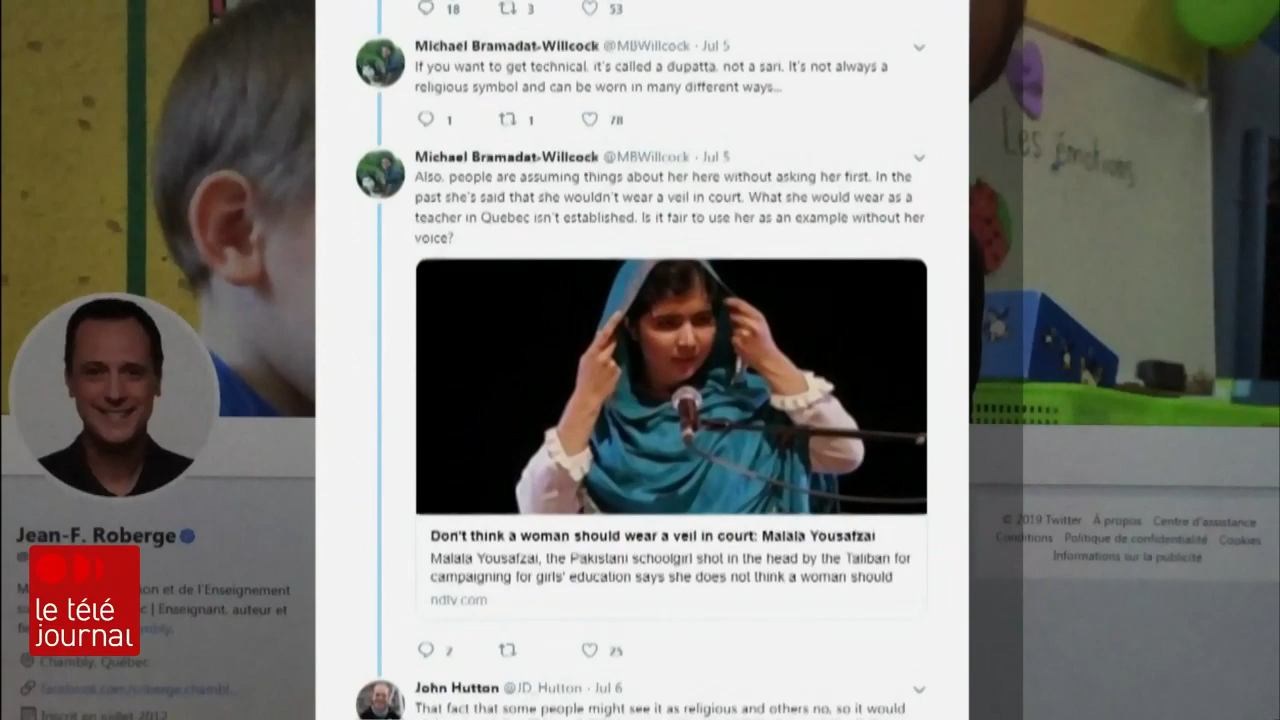 18 3 53
Michael Bramadat-Willcock @MBWillcock · Jul 5
If you want to get technical, it's called a dupatta, not a sari. It's not always a
religious symbol and can be worn in many different ways...
1 1 78
Michael Bramadat-Willcock @MBWillcock · Jul 5
Also, people are assuming things about her here without asking her first. In the
past she's said that she wouldn't wear a veil in court. What she would wear as a
teacher in Quebec isn't established. Is it fair to use her as an example without her
voice?
Don't think a woman should wear a veil in court: Malala Yousafzai
Malala Yousafzai, the Pakistani schoolgirl shot in the head by the Taliban for
campaigning for girls' education says she does not think a woman should
ndtv.com
2 25
John Hutton @JD_Hutton · Jul 6
That fact that some people might see it as religious and others no, so it would
Jean-F. Roberge
on et de l'Enseignement
c | Enseignant, auteur et
Chambly, Québec
Inscrit en juillet 2012
le télé
journal
Les émotions
© 2019 Twitter À propos Centre d'assistance
Conditions Politique de confidentialité Cookies
Informations sur la publicité